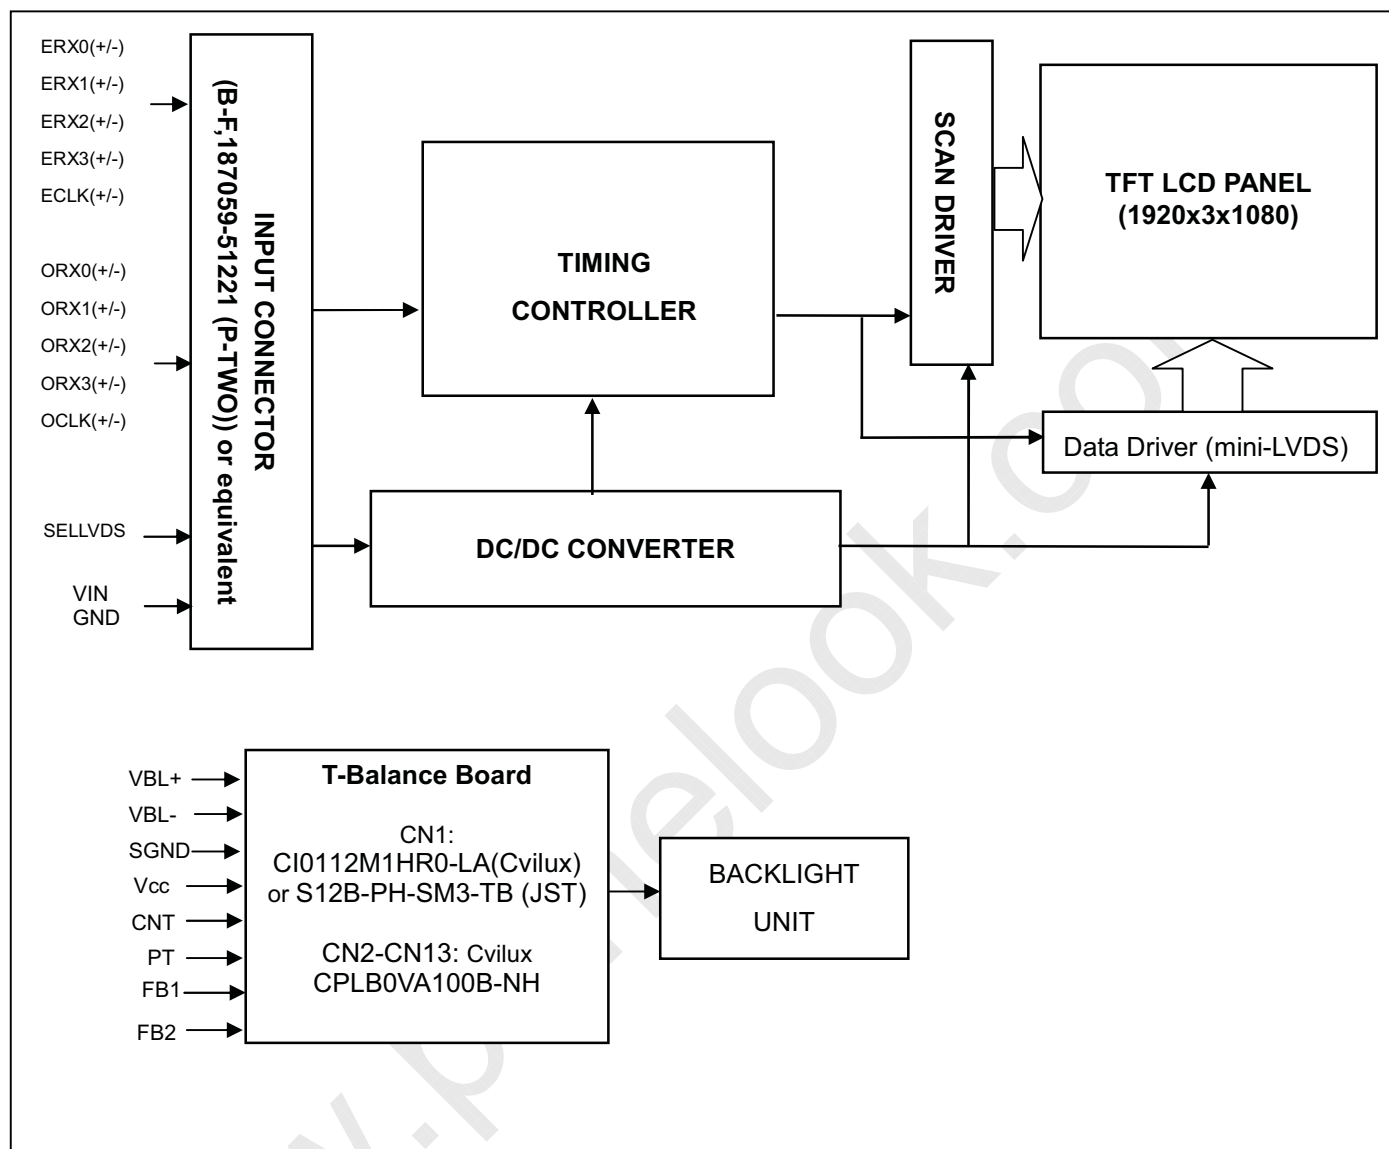 ERX0(+/-)
ERX1(+/-)
ERX2(+/-)
ERX3(+/-)
ECLK(+/-)
ORX0(+/-)
ORX1(+/-)
ORX2(+/-)
ORX3(+/-)
OCLK(+/-)
SELLVDS
VIN
GND
INPUT CONNECTOR
(B-F,187059-51221 (P-TWO)) or equivalent
TIMING
CONTROLLER
DC/DC CONVERTER
SCAN DRIVER
TFT LCD PANEL
(1920x3x1080)
Data Driver (mini-LVDS)
VBL+
VBL-
SGND
Vcc
CNT
PT
FB1
FB2
T-Balance Board
CN1:
CI0112M1HR0-LA(Cvilux)
or S12B-PH-SM3-TB (JST)
CN2-CN13: Cvilux
CPLB0VA100B-NH
BACKLIGHT
UNIT